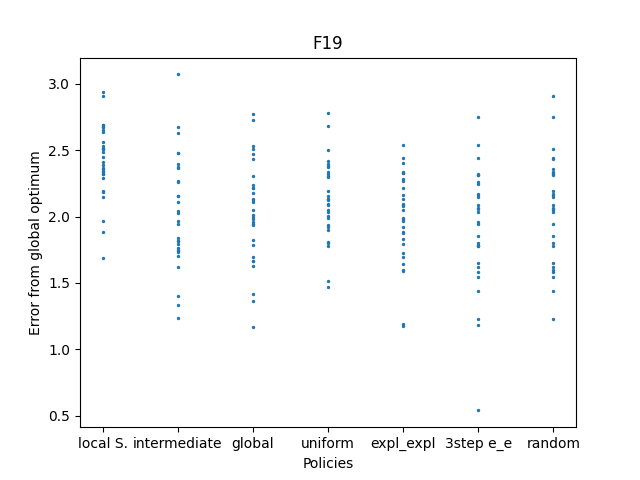 F19
Error from global optimum
3.0
2.5
2.0
1.5
1.0
0.5
local S. intermediate global uniform expl_expl 3step e_e random
Policies